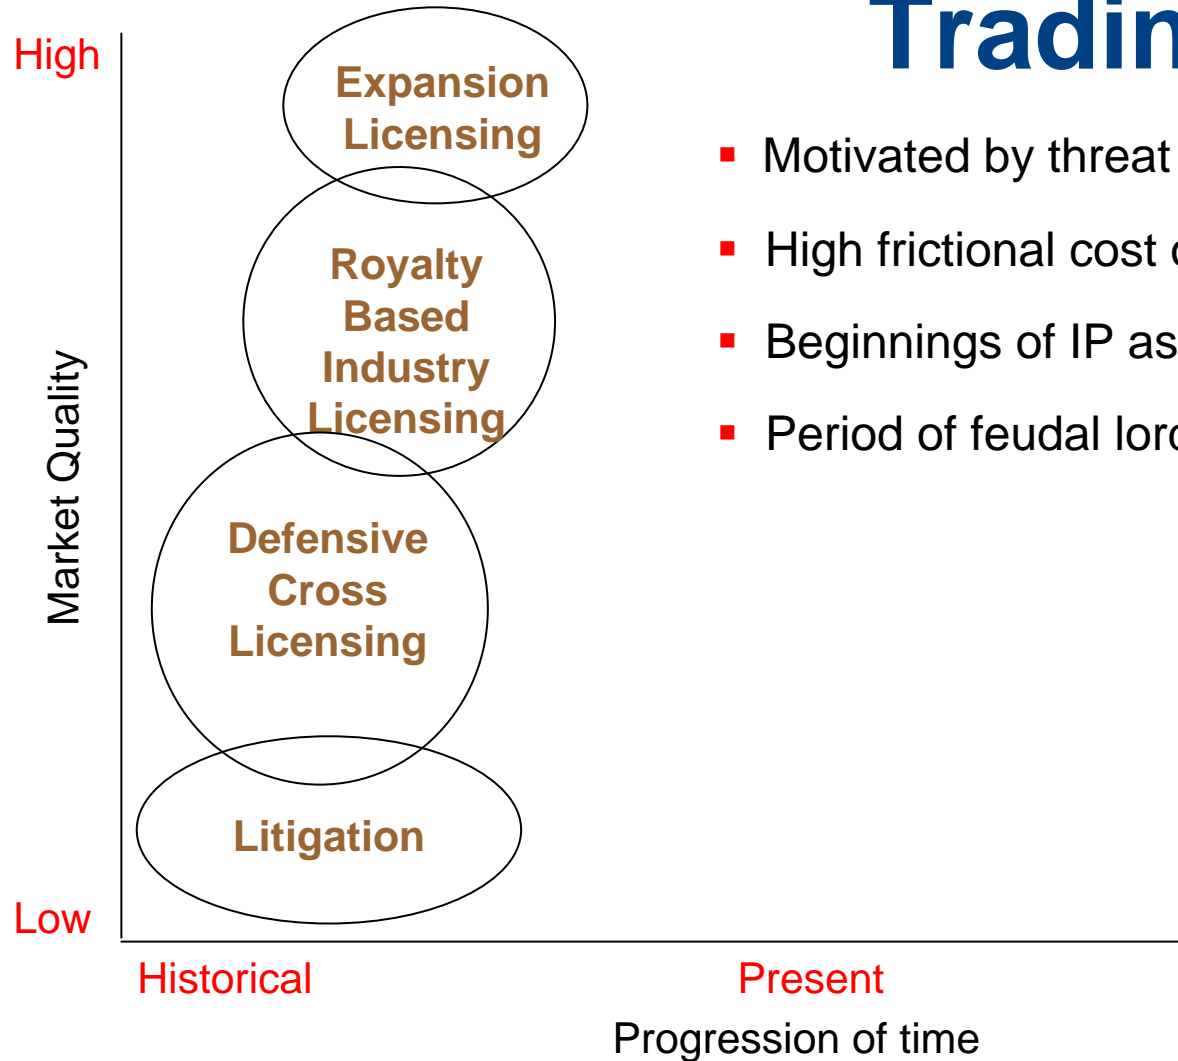 Tradin
High
Expansion
Licensing
Motivated by threat
Royalty
Based
Industry
Licensing
High frictional cost
Beginnings of IP as
Period of feudal
Market Quality
Defensive
Cross
Licensing
Litigation
Low
Historical
Present
Progression of time